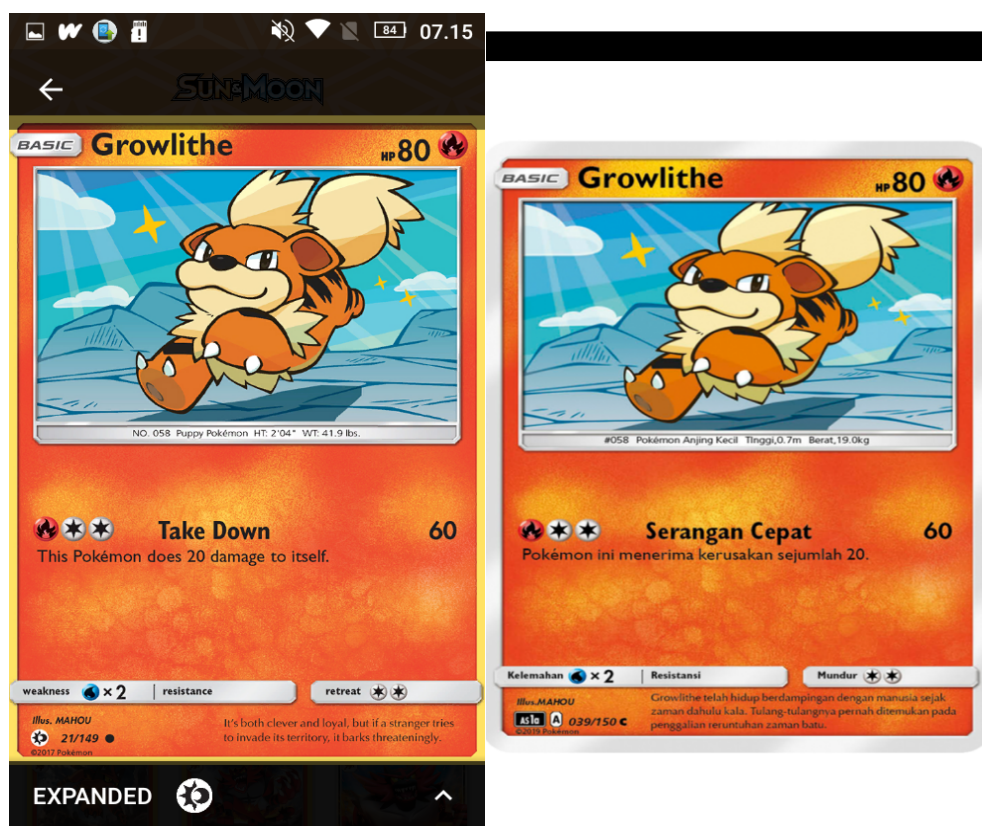 84 07.15
SUN & MOON
BASIC Growlithe HP 80
NO. 058 Puppy Pokémon HT: 2'04" WT: 41.9 lbs.
Take Down 60
This Pokémon does 20 damage to itself.
weakness ×2 resistance retreat
Illus. MAHOU
21/149
©2017 Pokémon
It's both clever and loyal, but if a stranger tries
to invade its territory, it barks threateningly.
EXPANDED
BASIC Growlithe HP 80
#058 Pokémon Anjing Kecil TInggi,0.7m Berat,19.0kg
Serangan Cepat 60
Pokémon ini menerima kerusakan sejumlah 20.
Kelemahan ×2 Resistansi Mundur
Illus.MAHOU
AS1a A 039/150 C
©2019 Pokémon
Growlithe telah hidup berdampingan dengan manusia sejak
zaman dahulu kala. Tulang-tulangnya pernah ditemukan pada
penggalian reruntuhan zaman batu.